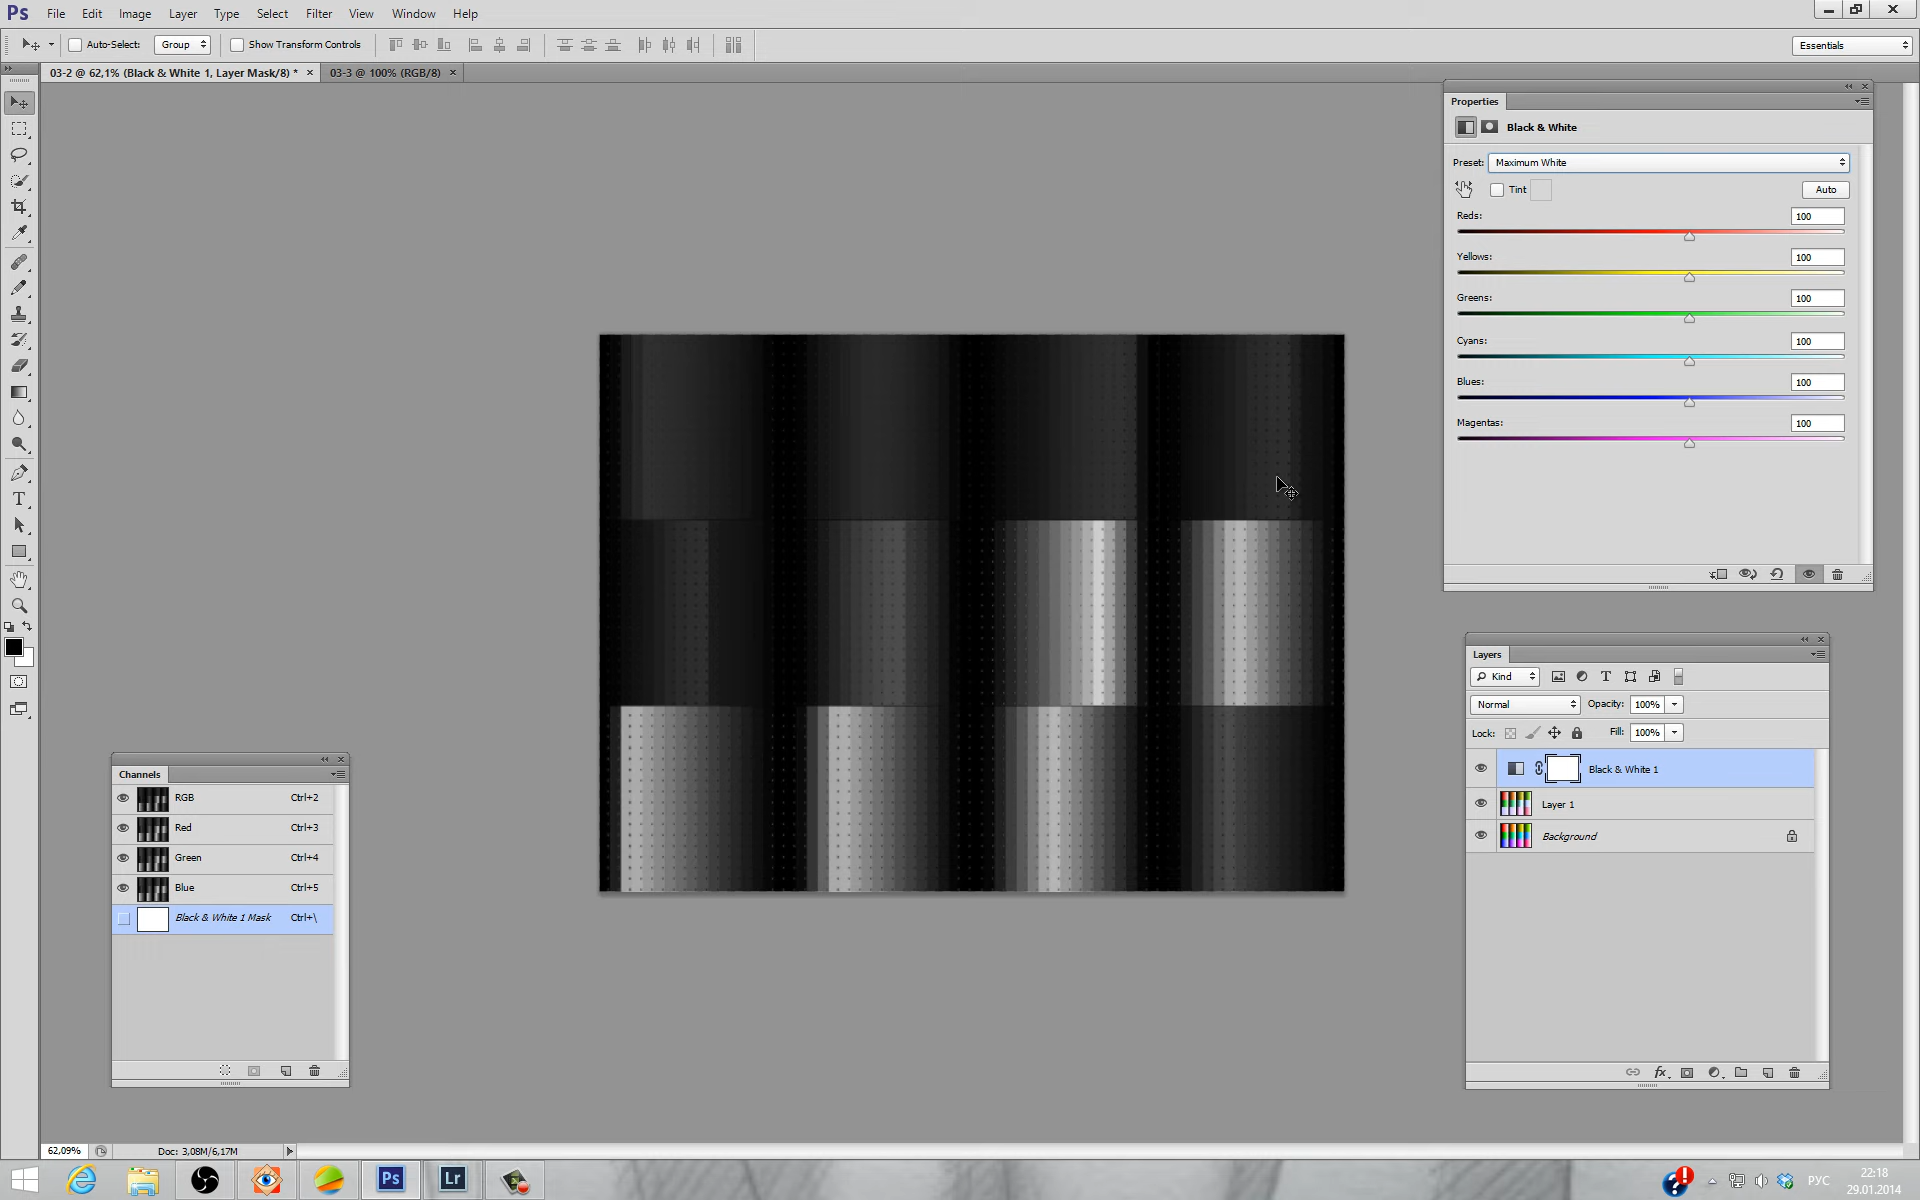 Ps File Edit Image Layer Type Select Filter View Window Help
Auto-Select: Group Show Transform Controls Essentials
03-2 @ 62,1% (Black & White 1, Layer Mask/8) * × 03-3 @ 100% (RGB/8) ×
Properties
Black & White
Preset: Maximum White
Tint Auto
Reds: 100
Yellows: 100
Greens: 100
Cyans: 100
Blues: 100
Magentas: 100
Layers
Kind
Normal Opacity: 100%
Lock: Fill: 100%
Black & White 1
Layer 1
Background
Channels
RGB Ctrl+2
Red Ctrl+3
Green Ctrl+4
Blue Ctrl+5
Black & White 1 Mask Ctrl+\
62,09% Doc: 3,08M/6,17M
Ps Lr РУС 22:18
29.01.2014